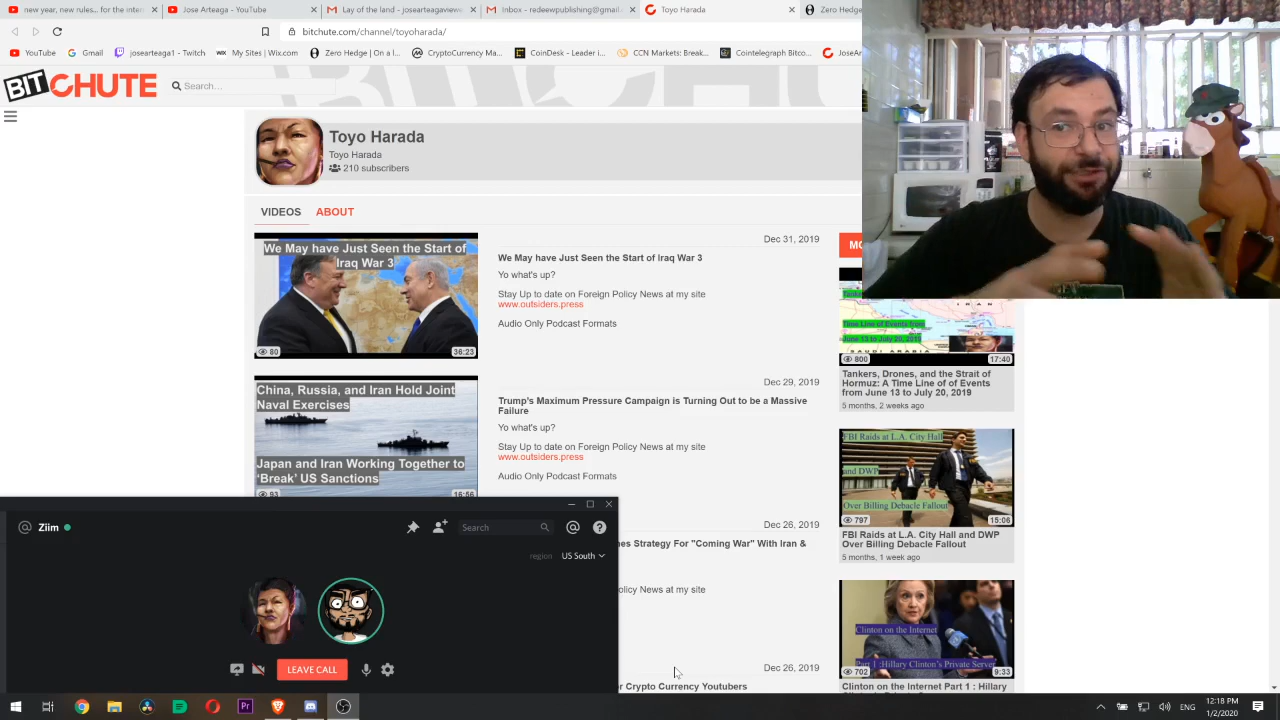 new year, new rules. for the inter
Jose Arteaga - YouTube
Lay of the land - josearteagaviews
Inbox - redeewpublishing@gmail.c
Toyo Harada
Zero Hedge
bitchute.com/channel/toyoharada/
YouTube
Gmail
josearteaga1 - Twitch
My Sites | Wix.com
Zero Hedge
CryptoCurrency Ma...
CoinDesk - Leader i...
CCN Markets: Break...
Cointelegraph Bitco...
JoseAr
BITCHUTE
Search...
Toyo Harada
Toyo Harada
210 subscribers
VIDEOS
ABOUT
We May have Just Seen the Start of
Iraq War 3
80
36:23
Dec 31, 2019
We May have Just Seen the Start of Iraq War 3
Yo what's up?
Stay Up to date on Foreign Policy News at my site
www.outsiders.press
Audio Only Podcast Formats
China, Russia, and Iran Hold Joint
Naval Exercises
Japan and Iran Working Together to
'Break' US Sanctions
93
16:56
Dec 29, 2019
Trump's Maximum Pressure Campaign is Turning Out to be a Massive
Failure
Yo what's up?
Stay Up to date on Foreign Policy News at my site
www.outsiders.press
Audio Only Podcast Formats
Dec 26, 2019
nes Strategy For "Coming War" With Iran &
olicy News at my site
Dec 26, 2019
r Crypto Currency Youtubers
MO
IRAN
Time Line of Events from
June 13 to July 20, 2019
SAUDI ARABIA
800
17:40
Tankers, Drones, and the Strait of
Hormuz: A Time Line of of Events
from June 13 to July 20, 2019
5 months, 2 weeks ago
FBI Raids at L.A. City Hall
and DWP
Over Billing Debacle Fallout
797
15:06
FBI Raids at L.A. City Hall and DWP
Over Billing Debacle Fallout
5 months, 1 week ago
Clinton on the Internet
Part 1 :Hillary Clinton's Private Server
702
9:33
Clinton on the Internet Part 1 : Hillary
Ziim
Search
region
US South
LEAVE CALL
ENG
12:18 PM
1/2/2020